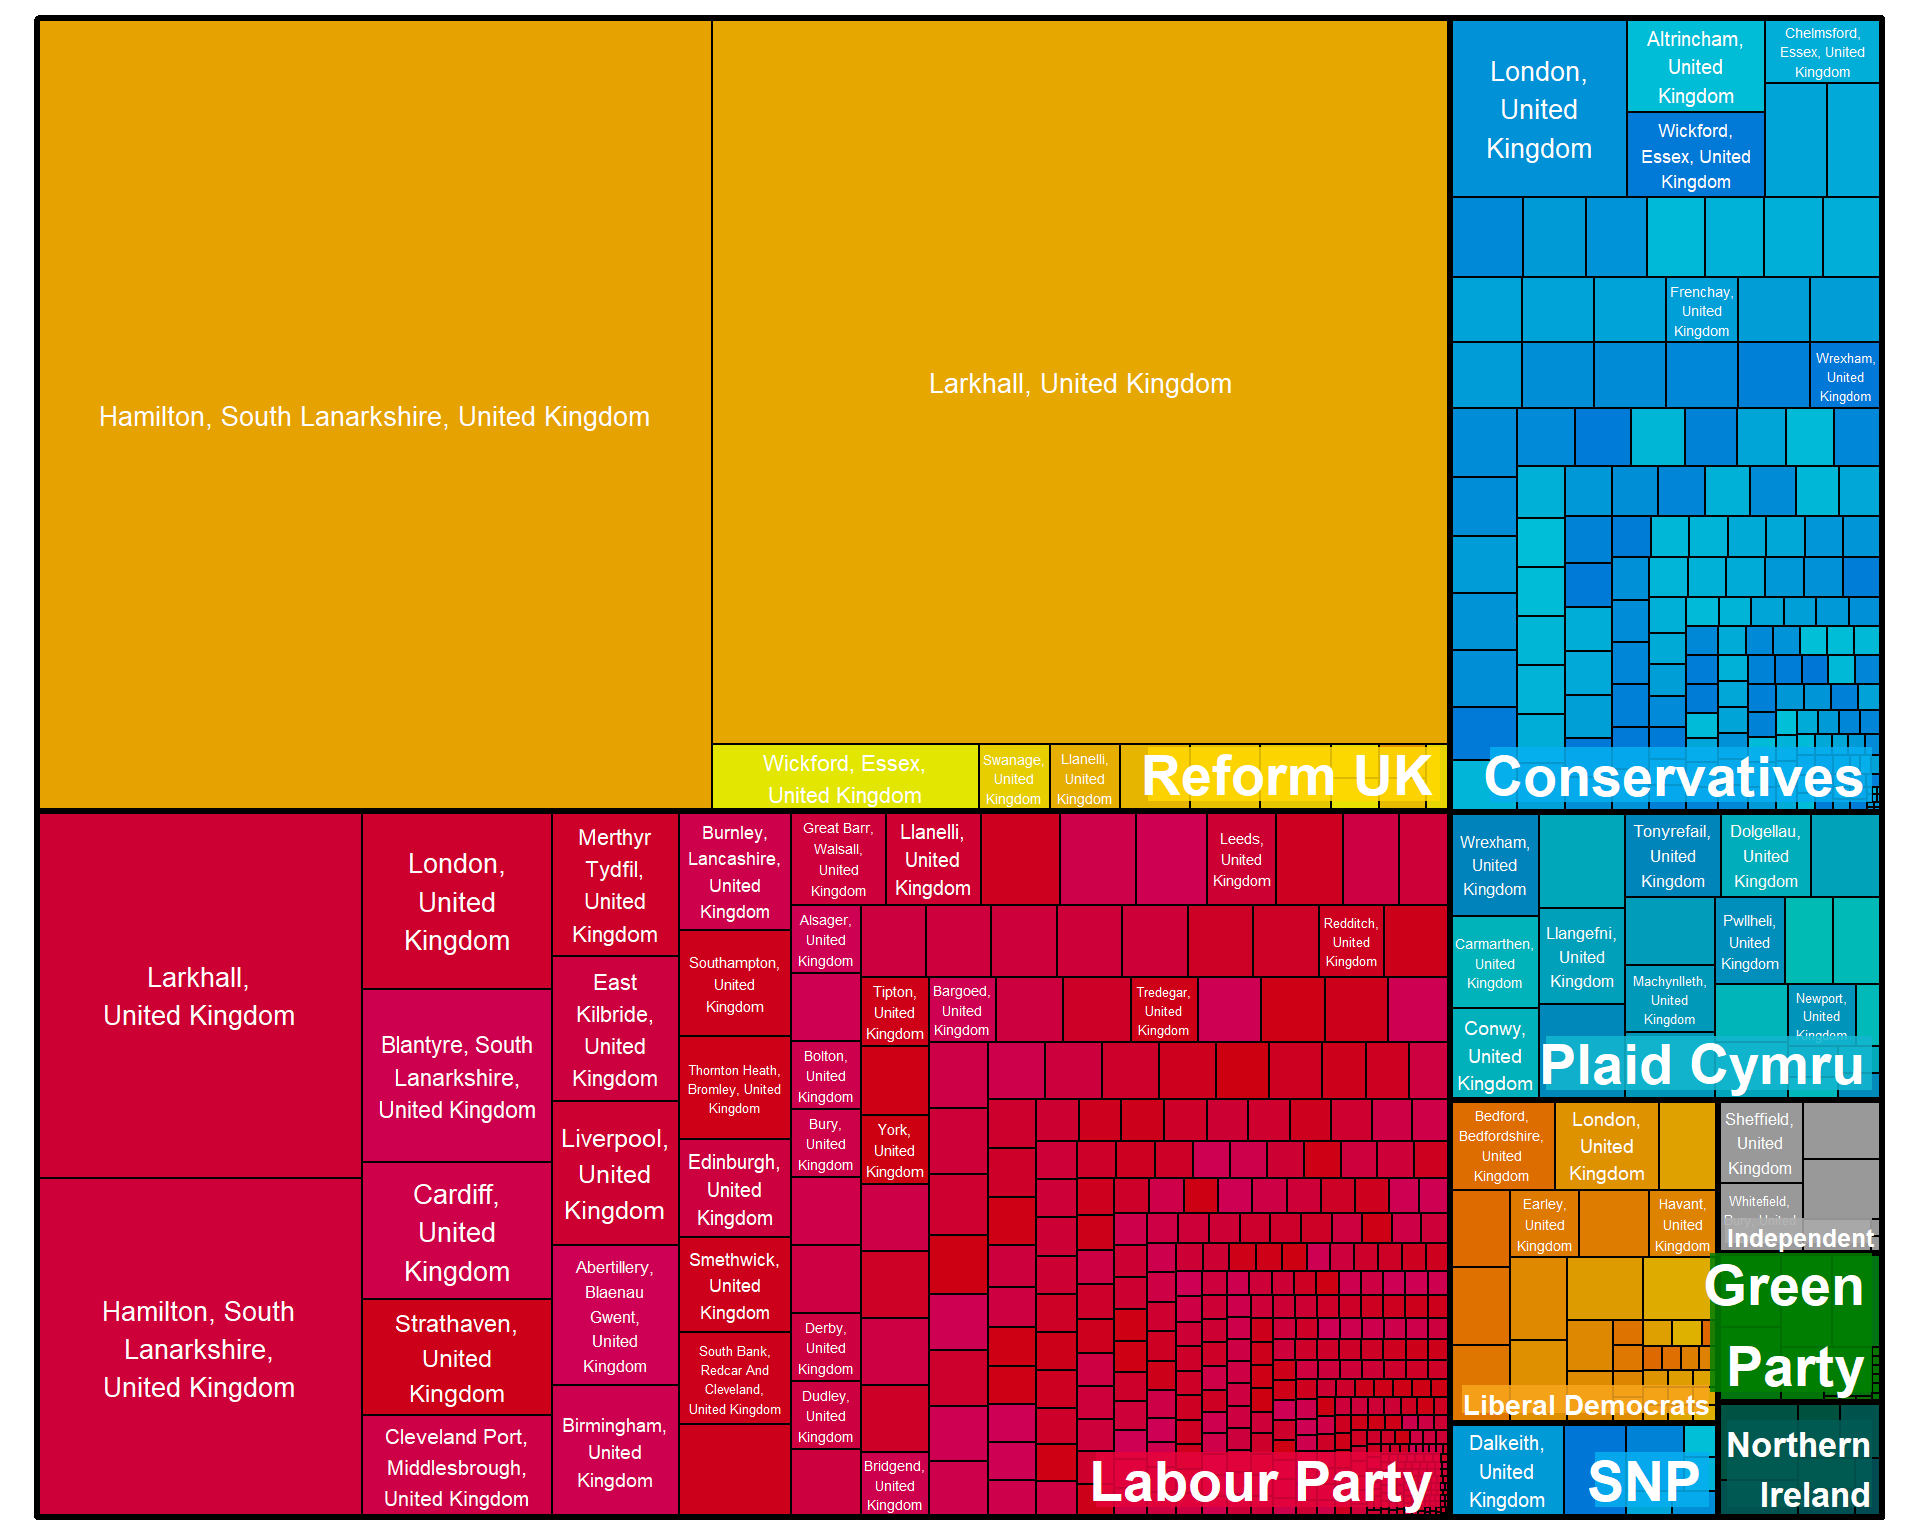 Hamilton, South Lanarkshire, United Kingdom
Larkhall, United Kingdom
Wickford, Essex,
United Kingdom
Swanage,
United
Kingdom
Llanelli,
United
Kingdom
Reform UK
London,
United
Kingdom
Altrincham,
United
Kingdom
Chelmsford,
Essex, United
Kingdom
Wickford,
Essex, United
Kingdom
Frenchay,
United
Kingdom
Wrexham,
United
Kingdom
Conservatives
Larkhall,
United Kingdom
Hamilton, South
Lanarkshire,
United Kingdom
London,
United
Kingdom
Blantyre, South
Lanarkshire,
United Kingdom
Cardiff,
United
Kingdom
Strathaven,
United
Kingdom
Cleveland Port,
Middlesbrough,
United Kingdom
Merthyr
Tydfil,
United
Kingdom
East
Kilbride,
United
Kingdom
Liverpool,
United
Kingdom
Abertillery,
Blaenau
Gwent,
United
Kingdom
Birmingham,
United
Kingdom
Burnley,
Lancashire,
United
Kingdom
Southampton,
United
Kingdom
Thornton Heath,
Bromley, United
Kingdom
Edinburgh,
United
Kingdom
Smethwick,
United
Kingdom
South Bank,
Redcar And
Cleveland,
United Kingdom
Great Barr,
Walsall,
United
Kingdom
Llanelli,
United
Kingdom
Leeds,
United
Kingdom
Alsager,
United
Kingdom
Redditch,
United
Kingdom
Tipton,
United
Kingdom
Bargoed,
United
Kingdom
Tredegar,
United
Kingdom
Bolton,
United
Kingdom
Bury,
United
Kingdom
York,
United
Kingdom
Derby,
United
Kingdom
Dudley,
United
Kingdom
Bridgend,
United
Kingdom
Labour Party
Wrexham,
United
Kingdom
Tonyrefail,
United
Kingdom
Dolgellau,
United
Kingdom
Carmarthen,
United
Kingdom
Llangefni,
United
Kingdom
Pwllheli,
United
Kingdom
Machynlleth,
United
Kingdom
Newport,
United
Kingdom
Conwy,
United
Kingdom
Plaid Cymru
Bedford,
Bedfordshire,
United
Kingdom
London,
United
Kingdom
Earley,
United
Kingdom
Havant,
United
Kingdom
Liberal Democrats
Sheffield,
United
Kingdom
Whitefield,
Bury, United
Independent
Green
Party
Dalkeith,
United
Kingdom
SNP
Northern
Ireland